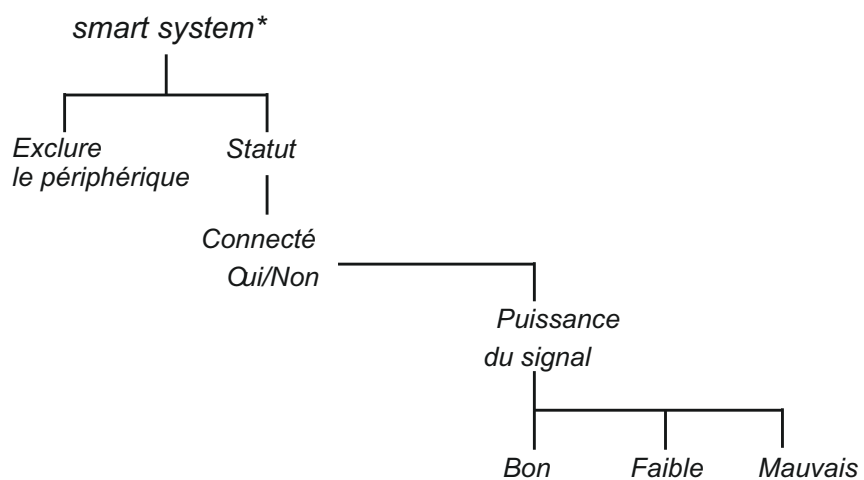 smart system*
Exclure
le périphérique
Statut
Connecté
Oui/Non
Puissance
du signal
Bon
Faible
Mauvais